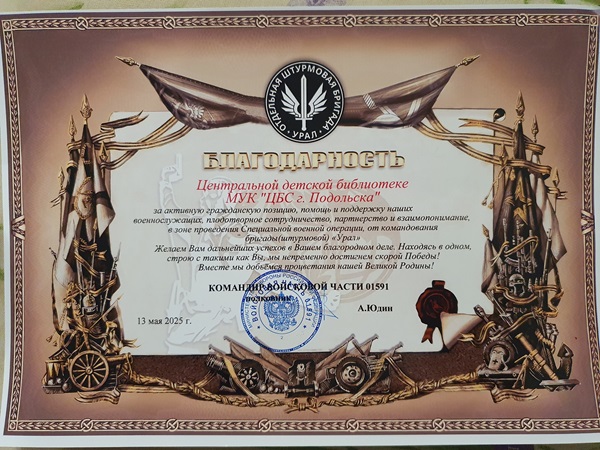 ОТДЕЛЬНАЯ ШТУРМОВАЯ БРИГАДА
· УРАЛ ·
БЛАГОДАРНОСТЬ
Центральной детской библиотеке
МУК "ЦБС г. Подольска"
за активную гражданскую позицию, помощь и поддержку наших
военнослужащих, плодотворное сотрудничество, партнерство и взаимопонимание,
в зоне проведения Специальной военной операции, от командования
бригады(штурмовой) «Урал»
Желаем Вам дальнейших успехов в Вашем благородном деле. Находясь в одном,
строю с такими как Вы, мы непременно достигнем скорой Победы!
Вместе мы добьёмся процветания нашей Великой Родины!
КОМАНДИР ВОЙСКОВОЙ ЧАСТИ 01591
полковник
А.Юдин
13 мая 2025 г.